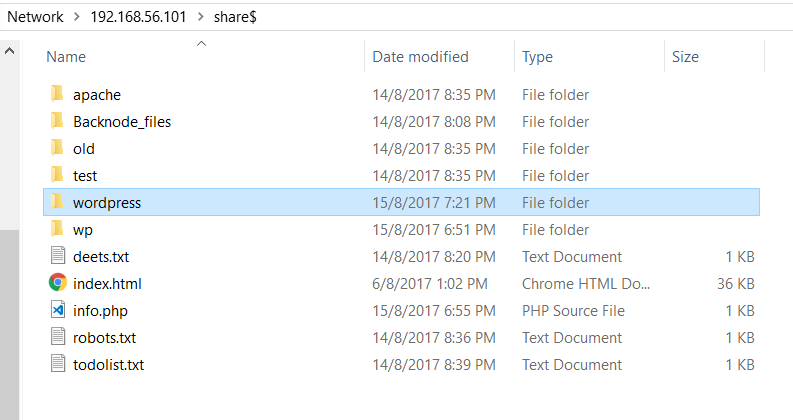 Network > 192.168.56.101 > share$
Name Date modified Type Size
apache 14/8/2017 8:35 PM File folder
Backnode_files 14/8/2017 8:08 PM File folder
old 14/8/2017 8:35 PM File folder
test 14/8/2017 8:35 PM File folder
wordpress 15/8/2017 7:21 PM File folder
wp 15/8/2017 6:51 PM File folder
deets.txt 14/8/2017 8:20 PM Text Document 1 KB
index.html 6/8/2017 1:02 PM Chrome HTML Do... 36 KB
info.php 15/8/2017 6:55 PM PHP Source File 1 KB
robots.txt 14/8/2017 8:36 PM Text Document 1 KB
todolist.txt 14/8/2017 8:39 PM Text Document 1 KB